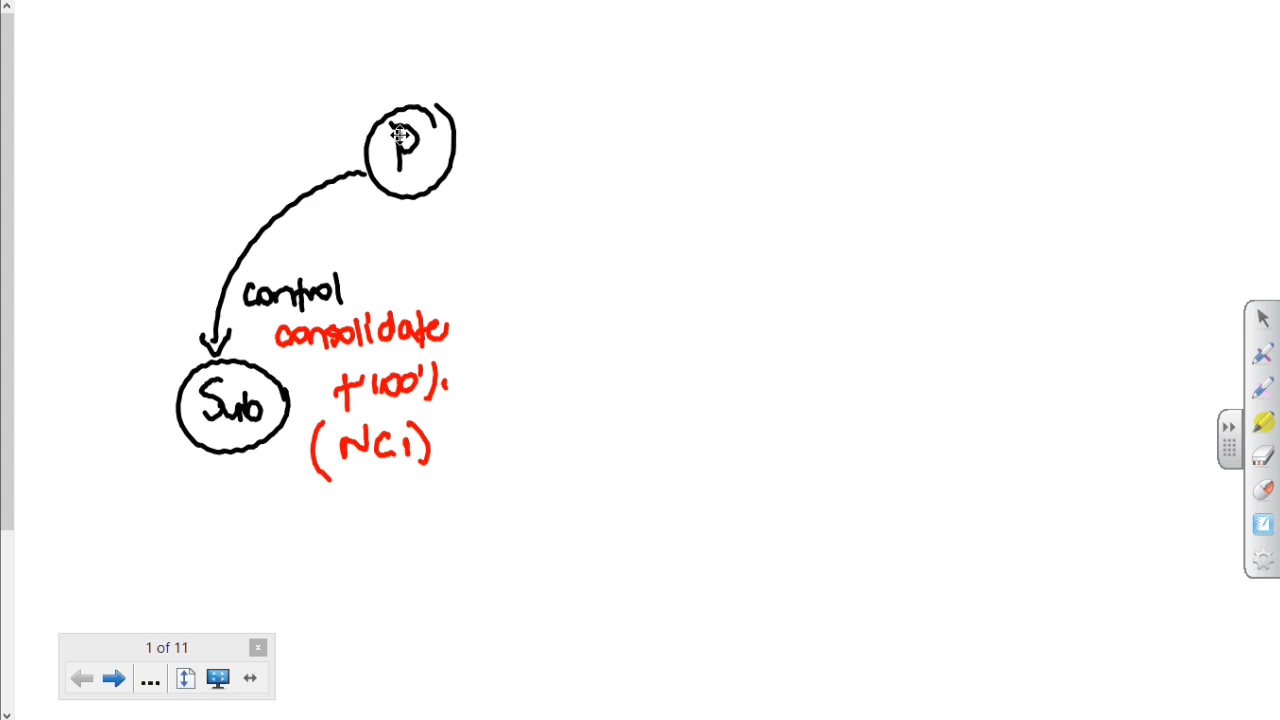 P
control
consolidate
+ 100%
Sub
(NCI)
1 of 11
...